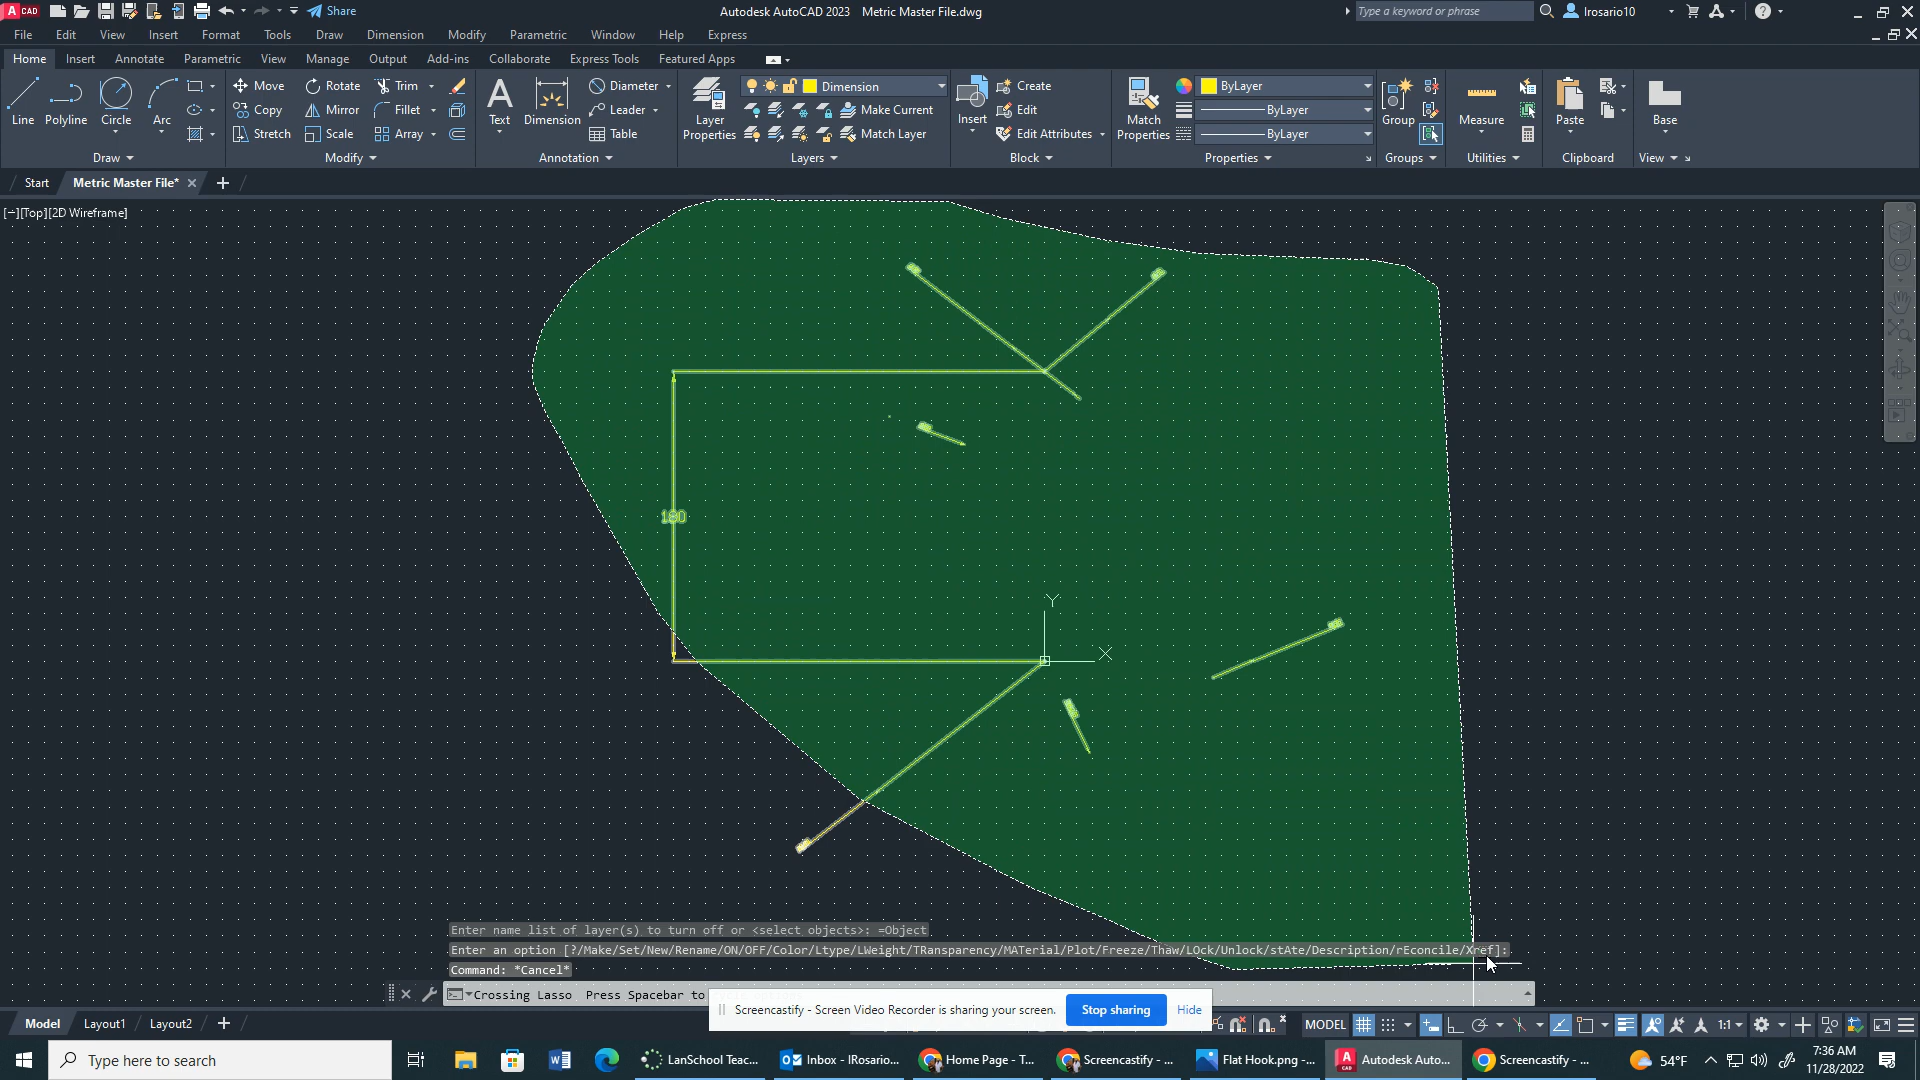 CAD Share Autodesk AutoCAD 2023 Metric Master File.dwg Type a keyword or phrase lrosario10
File Edit View Insert Format Tools Draw Dimension Modify Parametric Window Help Express
Home Insert Annotate Parametric View Manage Output Add-ins Collaborate Express Tools Featured Apps
Line Polyline Circle Arc
Move Rotate Trim
Copy Mirror Fillet
Stretch Scale Array
Text Dimension
Diameter
Leader
Table
Layer Properties
Dimension
Make Current
Match Layer
Insert
Create
Edit
Edit Attributes
Match Properties
ByLayer
ByLayer
ByLayer
Group
Measure
Paste
Base
Draw Modify Annotation Layers Block Properties Groups Utilities Clipboard View
Start Metric Master File*
[−][Top][2D Wireframe]
180
Y
X
Enter name list of layer(s) to turn off or <select objects>: =Object
Enter an option [?/Make/Set/New/Rename/ON/OFF/Color/Ltype/LWeight/TRansparency/MATerial/Plot/Freeze/Thaw/LOck/Unlock/stAte/Description/rEconcile/Xref]:
Command: *Cancel*
Crossing Lasso Press Spacebar to
Screencastify - Screen Video Recorder is sharing your screen. Stop sharing Hide
Model Layout1 Layout2 MODEL 1:1
Type here to search LanSchool Teac... Inbox - IRosario... Home Page - T... Screencastify - ... Flat Hook.png -... Autodesk Auto... Screencastify - ... 54°F 7:36 AM
11/28/2022